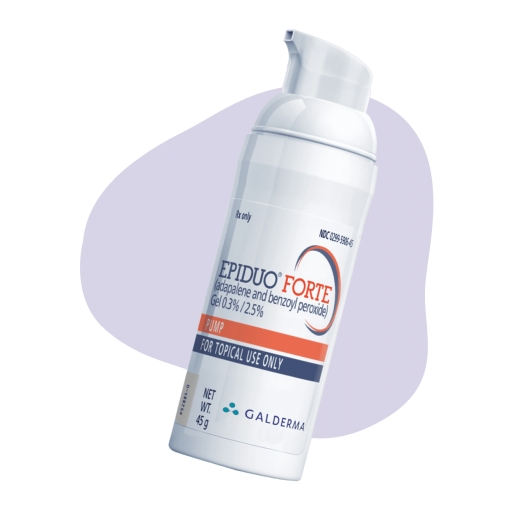 Rx only
NDC 0299-5906-45
EPIDUO® FORTE
(adapalene and benzoyl peroxide)
Gel 0.3% / 2.5%
PUMP
FOR TOPICAL USE ONLY
NET
WT.
45 g
GALDERMA